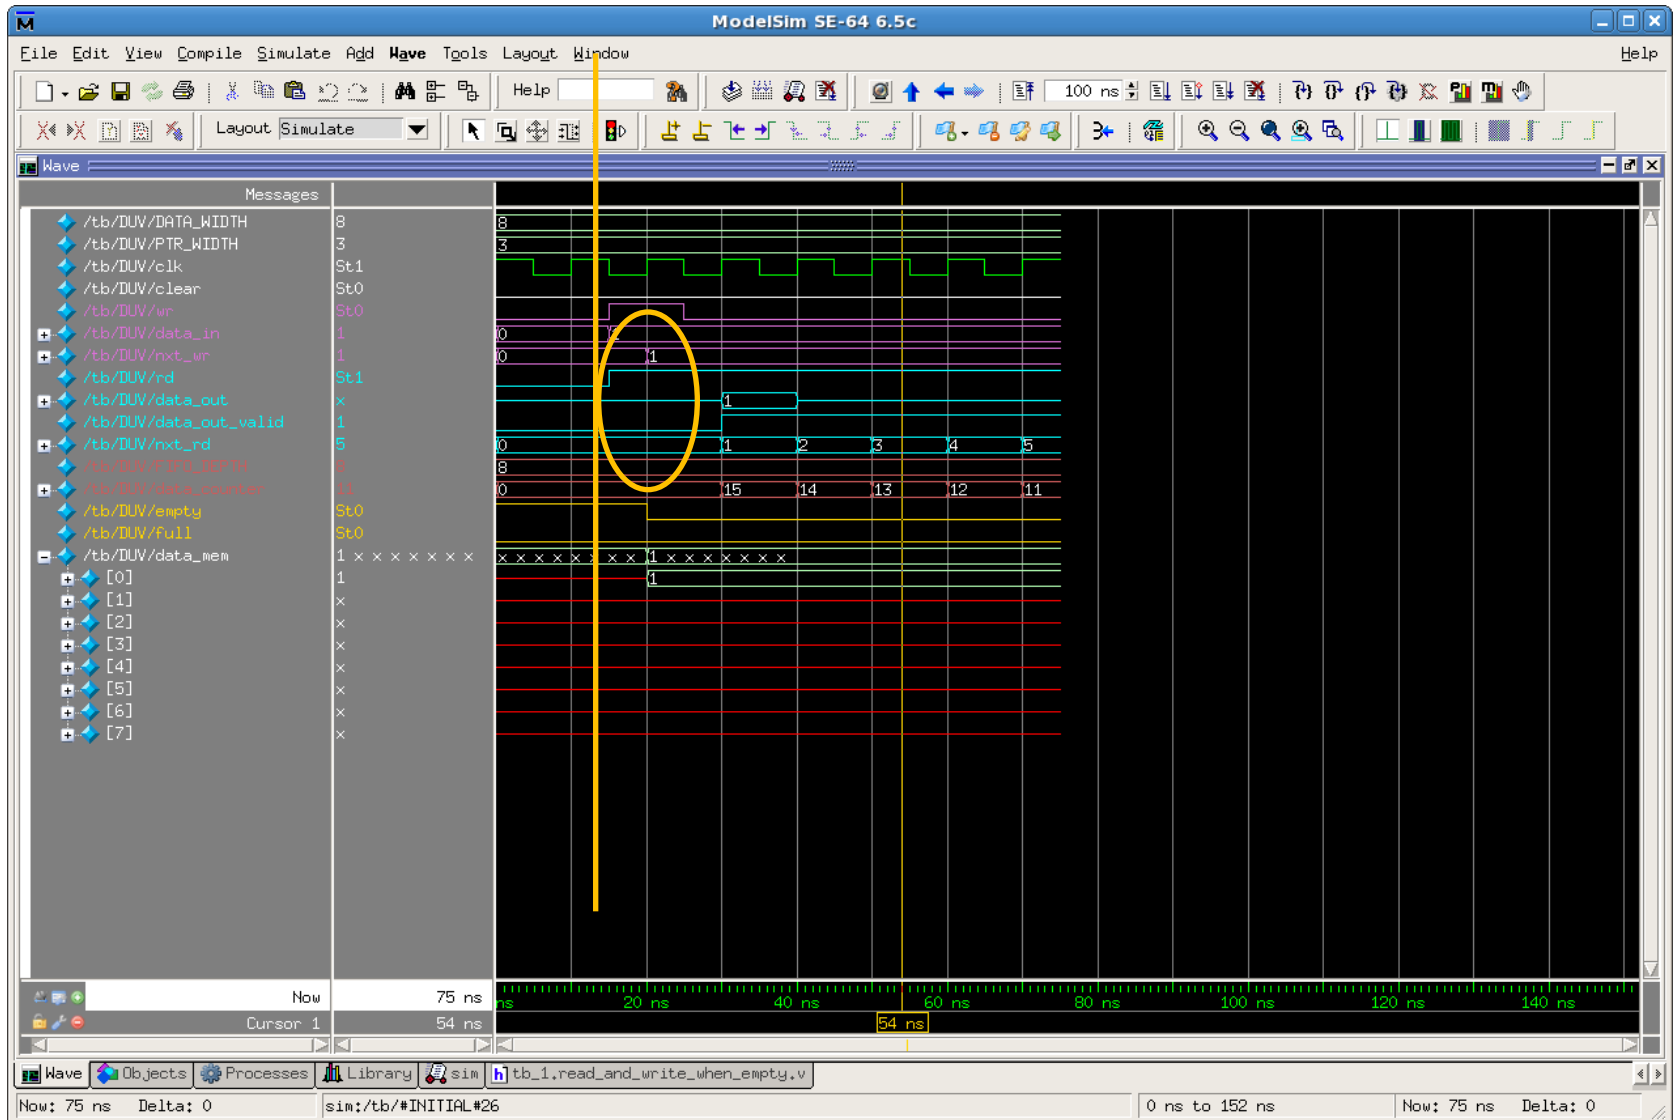 ModelSim SE-64 6.5c
File Edit View Compile Simulate Add Wave Tools Layout Window Help
Help 100 ns
Layout Simulate
Wave
Messages
/tb/DUV/DATA_WIDTH 8 8
/tb/DUV/PTR_WIDTH 3 3
/tb/DUV/clk St1
/tb/DUV/clear St0
/tb/DUV/wr St0
/tb/DUV/data_in 1 0 1
/tb/DUV/nxt_wr 1 0 1
/tb/DUV/rd St1
/tb/DUV/data_out x 1
/tb/DUV/data_out_valid 1
/tb/DUV/nxt_rd 5 0 1 2 3 4 5
/tb/DUV/FIFO_DEPTH 8 8
/tb/DUV/data_counter 11 0 15 14 13 12 11
/tb/DUV/empty St0
/tb/DUV/full St0
/tb/DUV/data_mem 1 x x x x x x x x x x x x x x x 1 x x x x x x x
[0] 1 1
[1] x
[2] x
[3] x
[4] x
[5] x
[6] x
[7] x
Now 75 ns ns 20 ns 40 ns 60 ns 80 ns 100 ns 120 ns 140 ns
Cursor 1 54 ns 54 ns
Wave Objects Processes Library sim tb_1.read_and_write_when_empty.v
Now: 75 ns Delta: 0 sim:/tb/#INITIAL#26 0 ns to 152 ns Now: 75 ns Delta: 0